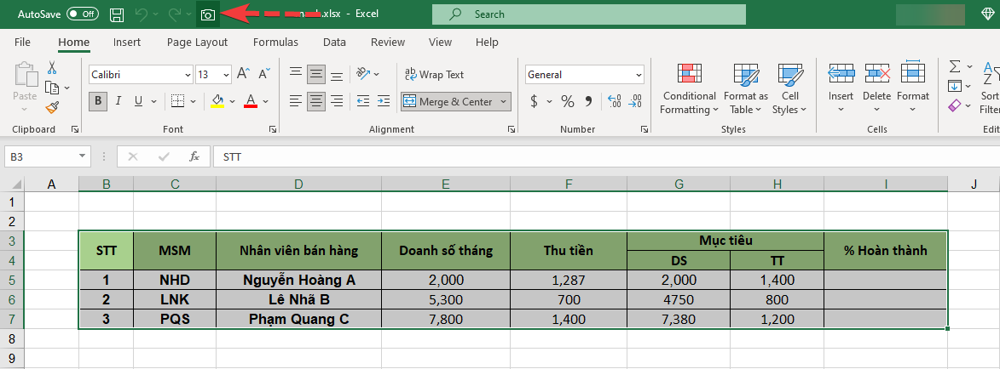 AutoSave Off .xlsx - Excel Search
File Home Insert Page Layout Formulas Data Review View Help
Paste Calibri 13 Wrap Text General Conditional Format as Cell Insert Delete Format Sort
B I U A Merge & Center $ % Formatting Table Styles Filter
Clipboard Font Alignment Number Styles Cells Edit
B3 fx STT
A B C D E F G H I J
1
2
3 STT MSM Nhân viên bán hàng Doanh số tháng Thu tiền Mục tiêu % Hoàn thành
4 DS TT
5 1 NHD Nguyễn Hoàng A 2,000 1,287 2,000 1,400
6 2 LNK Lê Nhã B 5,300 700 4750 800
7 3 PQS Phạm Quang C 7,800 1,400 7,380 1,200
8
9